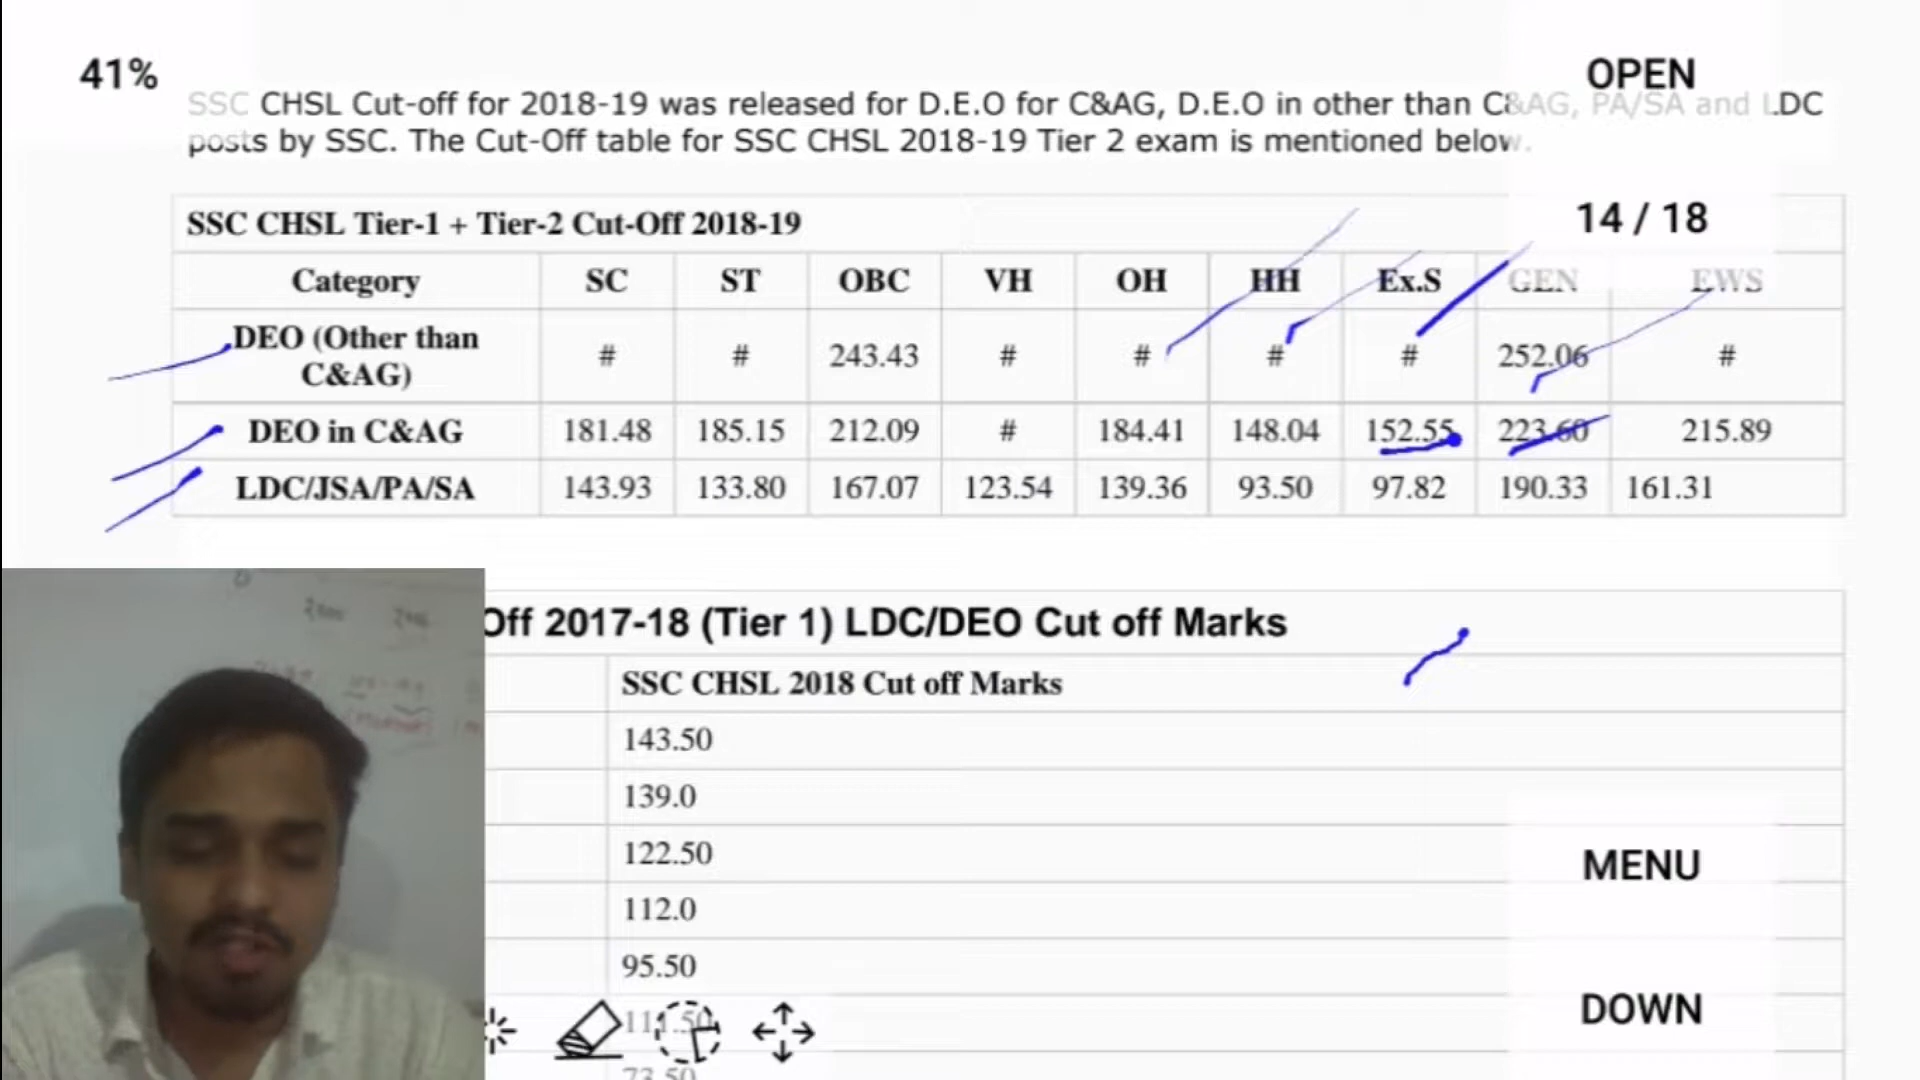 41%
OPEN
SSC CHSL Cut-off for 2018-19 was released for D.E.O for C&AG, D.E.O in other than C&AG, PA/SA and LDC
posts by SSC. The Cut-Off table for SSC CHSL 2018-19 Tier 2 exam is mentioned below.
14 / 18
SSC CHSL Tier-1 + Tier-2 Cut-Off 2018-19
Category SC ST OBC VH OH HH Ex.S GEN EWS
DEO (Other than C&AG) # # 243.43 # # # # 252.06 #
DEO in C&AG 181.48 185.15 212.09 # 184.41 148.04 152.55 223.60 215.89
LDC/JSA/PA/SA 143.93 133.80 167.07 123.54 139.36 93.50 97.82 190.33 161.31
Off 2017-18 (Tier 1) LDC/DEO Cut off Marks
SSC CHSL 2018 Cut off Marks
143.50
139.0
122.50
112.0
95.50
111.50
73.50
MENU
DOWN